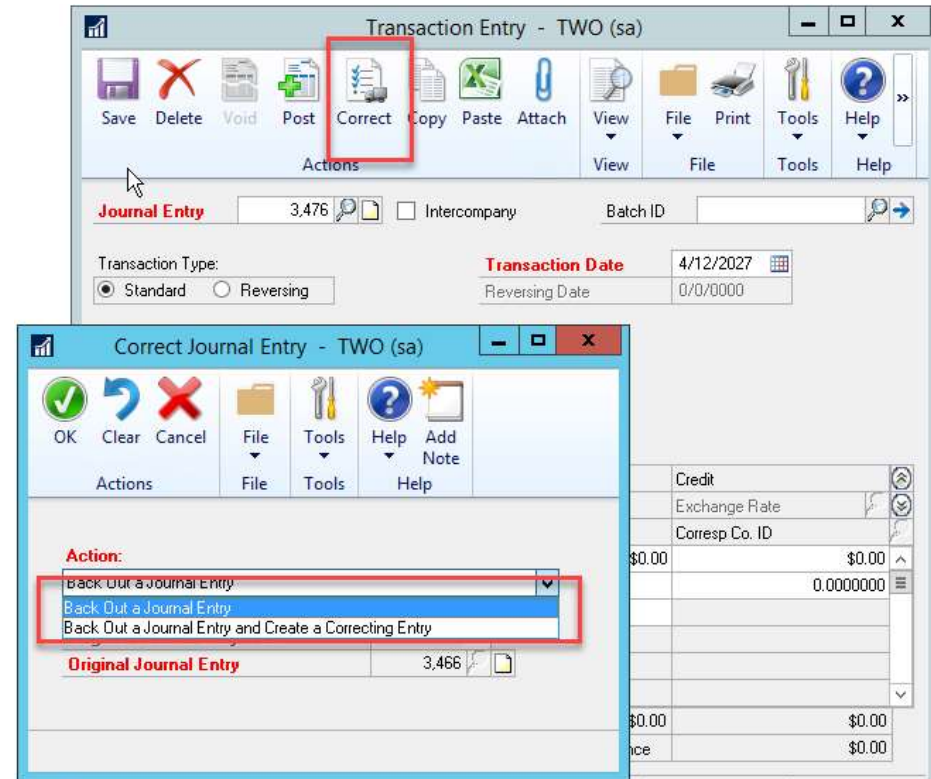 Transaction Entry - TWO (sa)
Save Delete Void Post Correct Copy Paste Attach View File Print Tools Help »
Actions View File Tools Help
Journal Entry 3,476 Intercompany Batch ID
Transaction Type: Transaction Date 4/12/2027
Standard Reversing Reversing Date 0/0/0000
Correct Journal Entry - TWO (sa)
OK Clear Cancel File Tools Help Add Note
Actions File Tools Help
Action:
Back Out a Journal Entry
Back Out a Journal Entry
Back Out a Journal Entry and Create a Correcting Entry
Original Journal Entry 3,466
Credit
Exchange Rate
Corresp Co. ID
$0.00 $0.00
0.0000000
$0.00 $0.00
$0.00